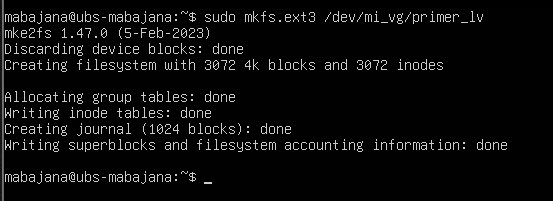 mabajana@ubs-mabajana:~$ sudo mkfs.ext3 /dev/mi_vg/primer_lv
mke2fs 1.47.0 (5-Feb-2023)
Discarding device blocks: done
Creating filesystem with 3072 4k blocks and 3072 inodes

Allocating group tables: done
Writing inode tables: done
Creating journal (1024 blocks): done
Writing superblocks and filesystem accounting information: done

mabajana@ubs-mabajana:~$ _